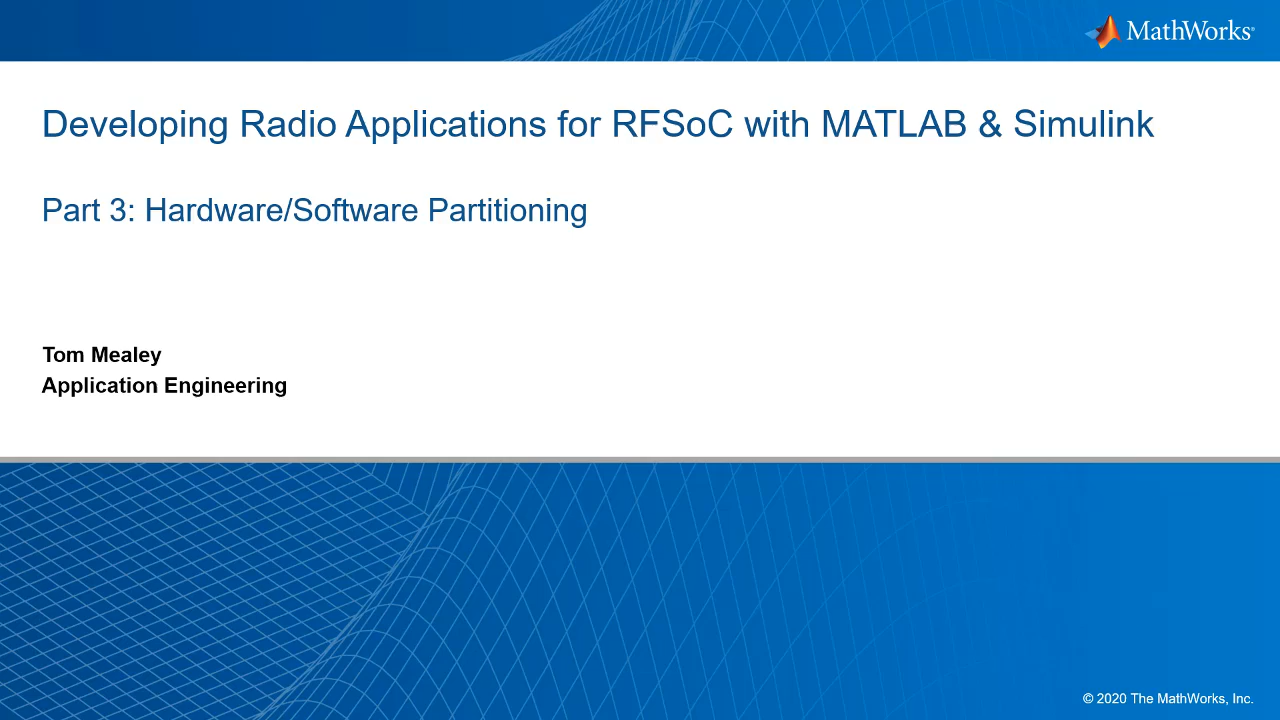 MathWorks®
Developing Radio Applications for RFSoC with MATLAB & Simulink
Part 3: Hardware/Software Partitioning
Tom Mealey
Application Engineering
© 2020 The MathWorks, Inc.